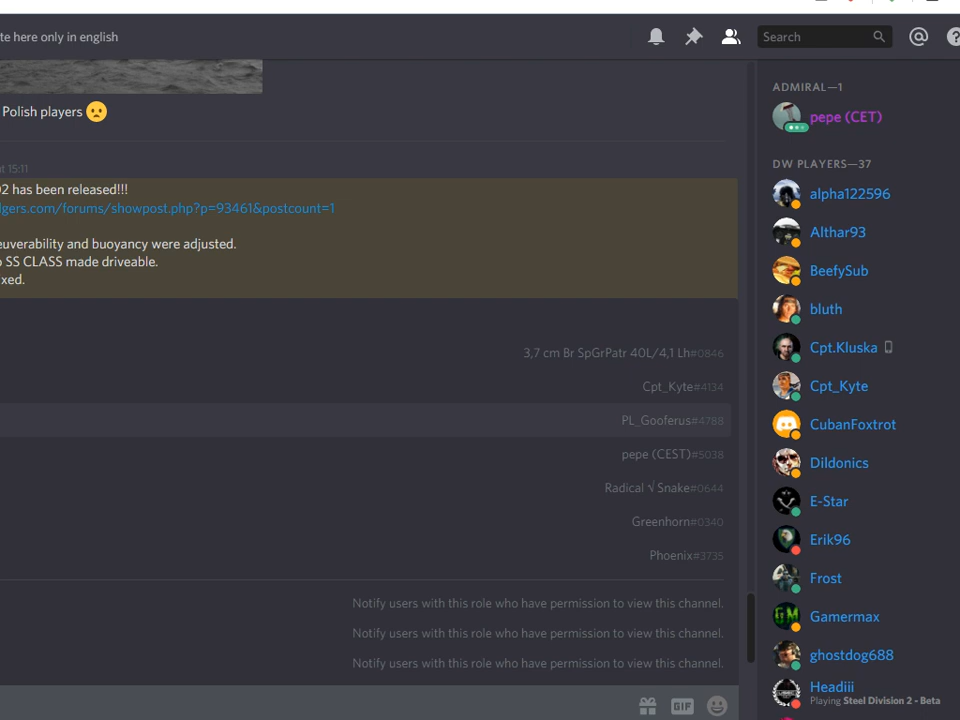 te here only in english
Search
Polish players
at 15:11
02 has been released!!!
lgers.com/forums/showpost.php?p=93461&postcount=1
euverability and buoyancy were adjusted.
o SS CLASS made driveable.
xed.
3,7 cm Br SpGrPatr 40L/4,1 Lh#0846
Cpt_Kyte#4134
PL_Gooferus#4788
pepe (CEST)#5038
Radical √ Snake#0644
Greenhorn#0340
Phoenix#3735
Notify users with this role who have permission to view this channel.
Notify users with this role who have permission to view this channel.
Notify users with this role who have permission to view this channel.
GIF
ADMIRAL—1
pepe (CET)
DW PLAYERS—37
alpha122596
Althar93
BeefySub
bluth
Cpt.Kluska
Cpt_Kyte
CubanFoxtrot
Dildonics
E-Star
Erik96
Frost
GM
Gamermax
ghostdog688
Headiii
Playing Steel Division 2 - Beta